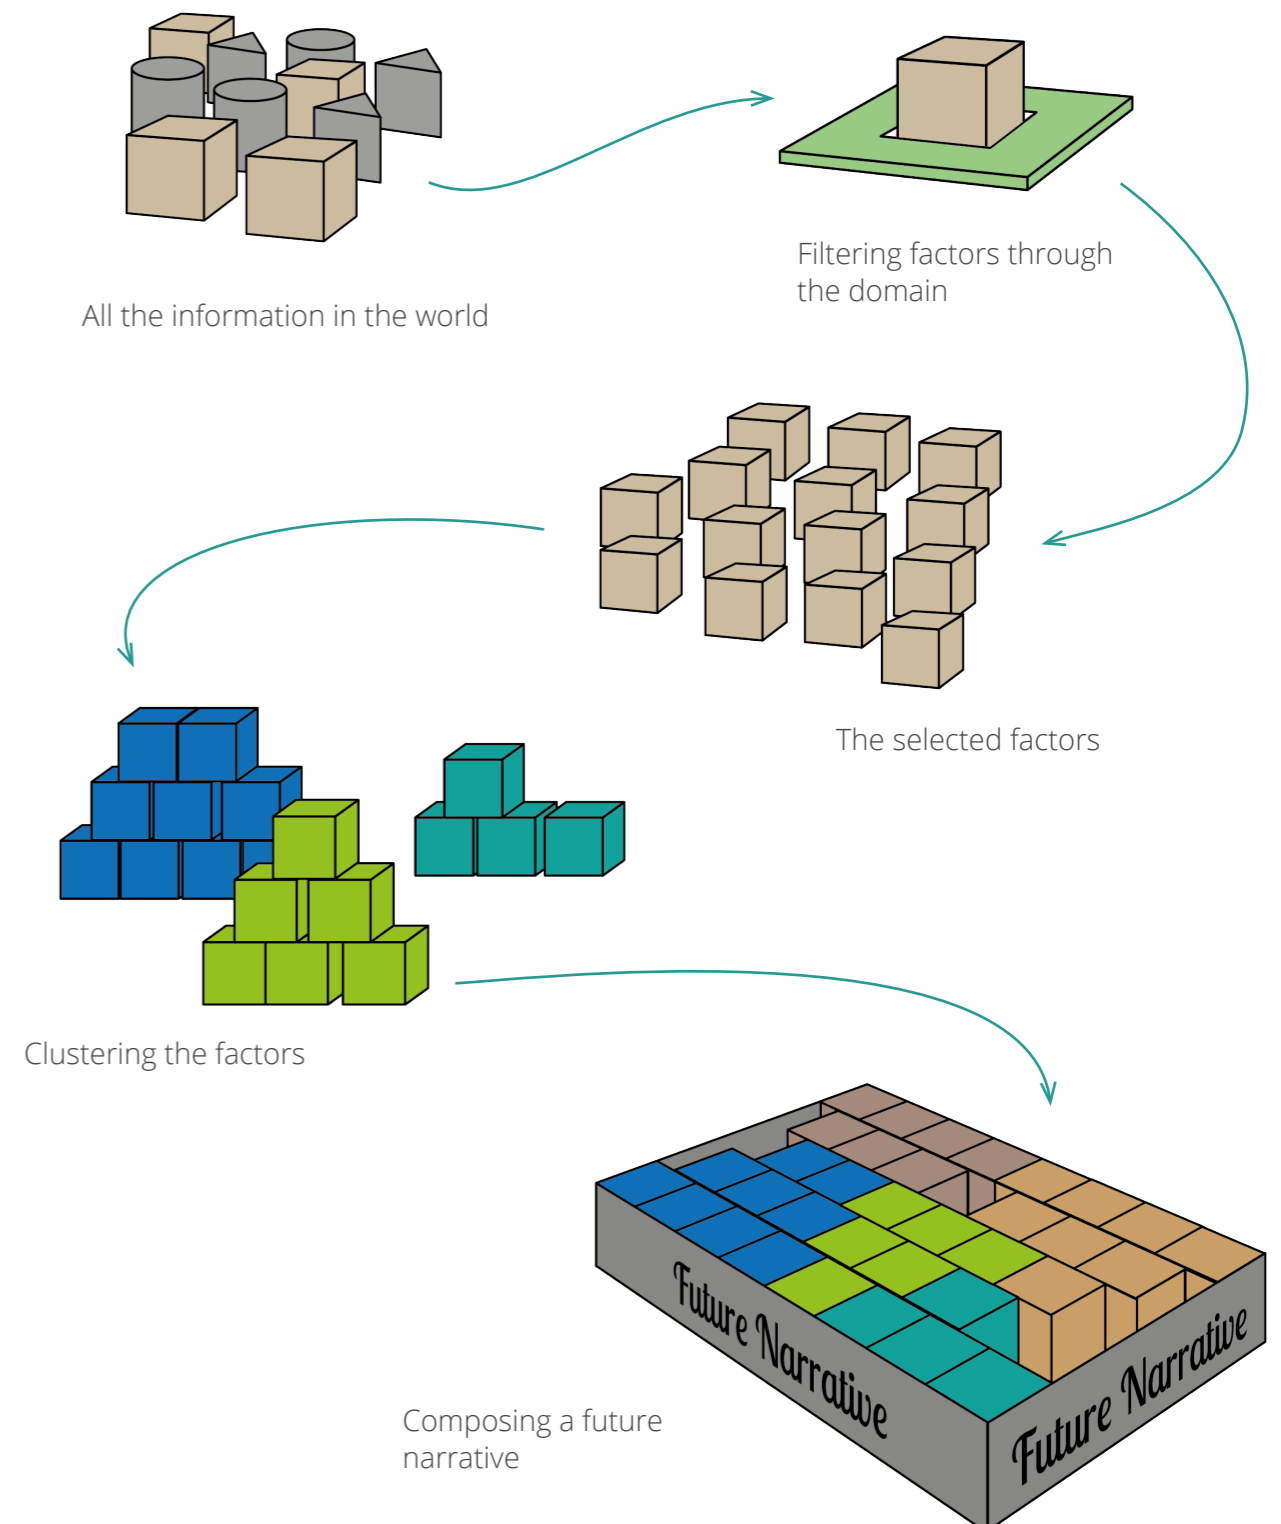 All the information in the world
Filtering factors through
the domain
The selected factors
Clustering the factors
Composing a future
narrative
Future Narrative
Future Narrative